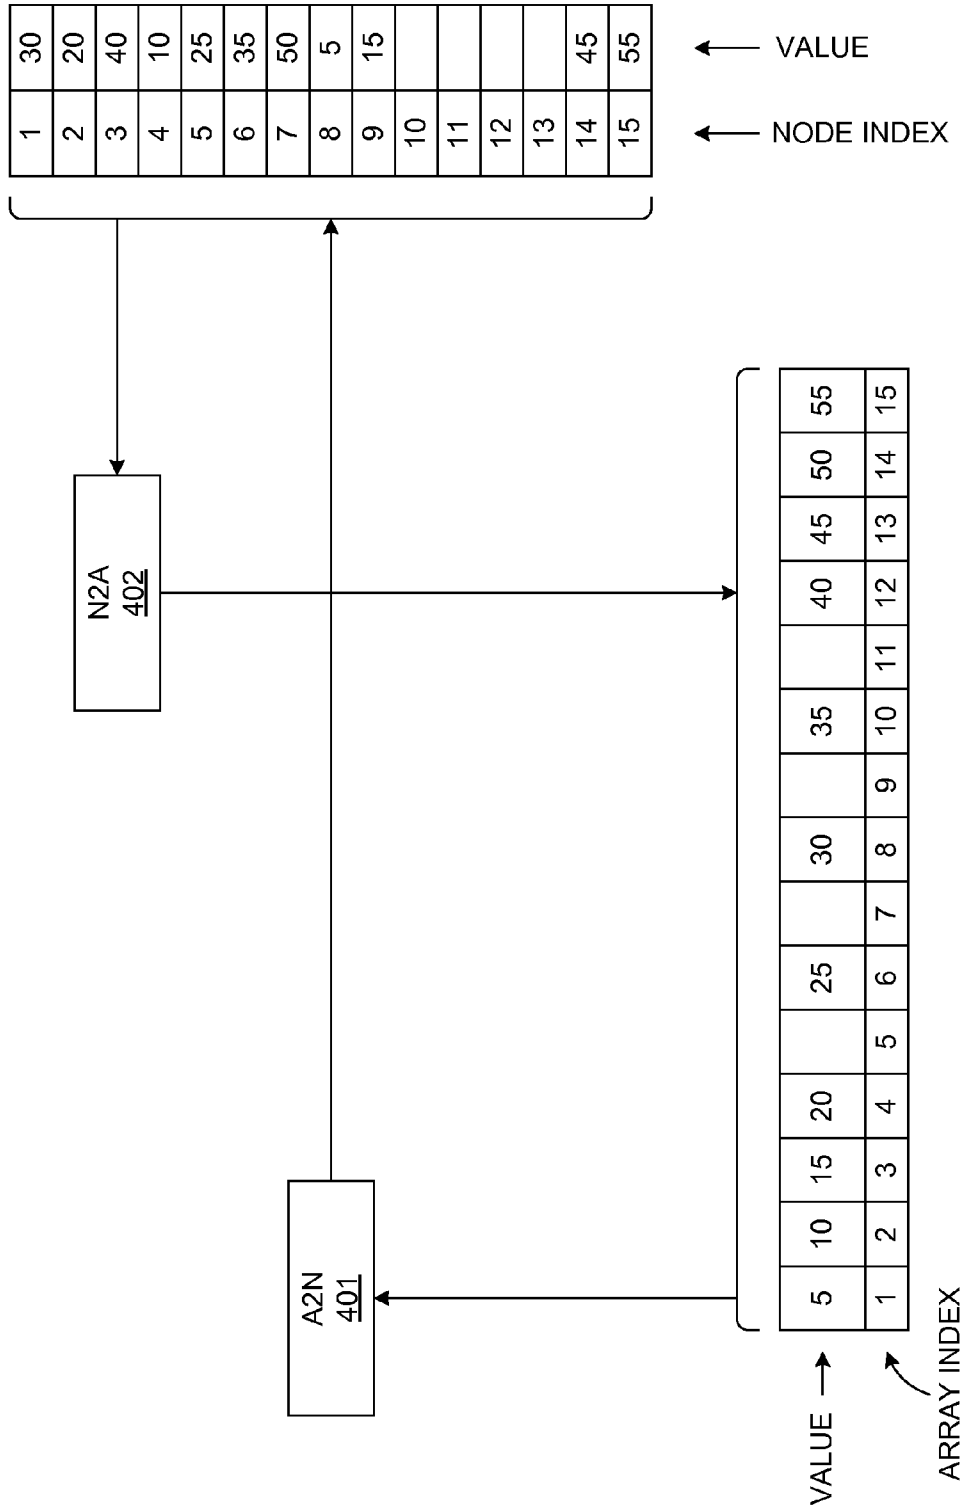 1 30
2 20
3 40
4 10
5 25
6 35
7 50
8 5
9 15
10
11
12
13
14 45
15 55
NODE INDEX
VALUE
N2A
402
A2N
401
VALUE
5 10 15 20 25 30 35 40 45 50 55
1 2 3 4 5 6 7 8 9 10 11 12 13 14 15
ARRAY INDEX